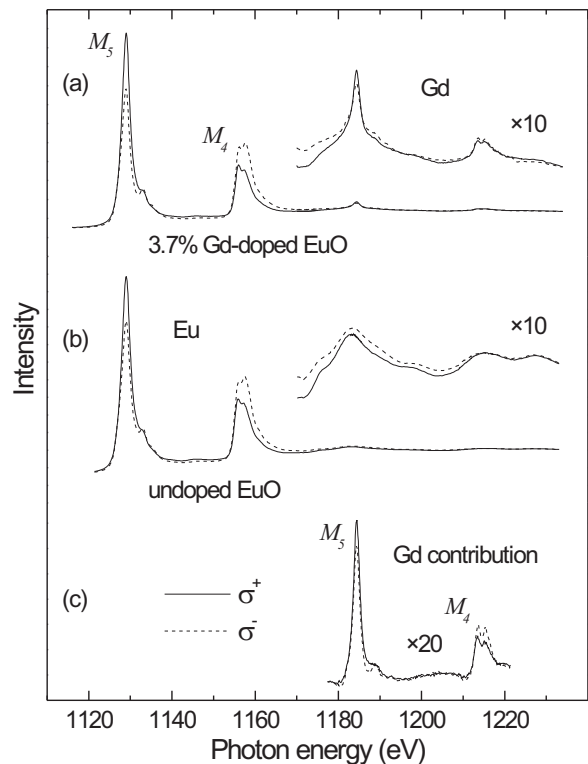 M5
(a)
Gd
×10
M4
3.7% Gd-doped EuO
Intensity
(b)
Eu
×10
undoped EuO
M5
Gd contribution
(c)
σ+
σ-
×20
M4
1120 1140 1160 1180 1200 1220
Photon energy (eV)